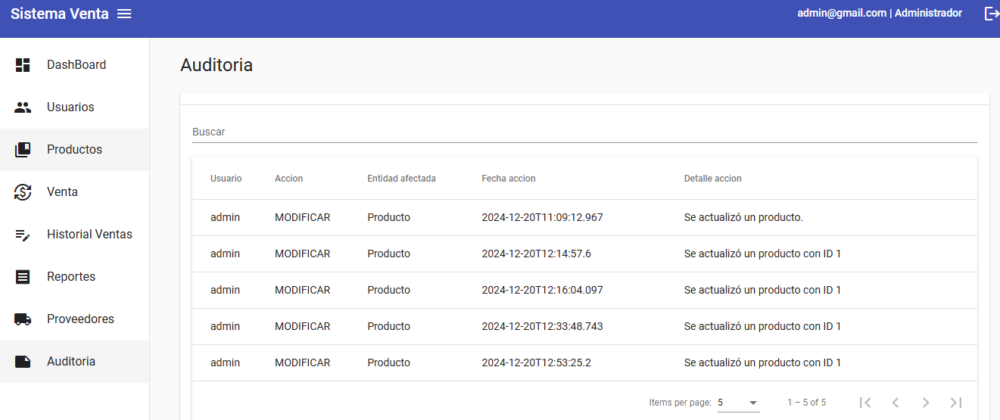 Sistema Venta
admin@gmail.com | Administrador
DashBoard
Usuarios
Productos
Venta
Historial Ventas
Reportes
Proveedores
Auditoria
Auditoria
Buscar
Usuario Accion Entidad afectada Fecha accion Detalle accion
admin MODIFICAR Producto 2024-12-20T11:09:12.967 Se actualizó un producto.
admin MODIFICAR Producto 2024-12-20T12:14:57.6 Se actualizó un producto con ID 1
admin MODIFICAR Producto 2024-12-20T12:16:04.097 Se actualizó un producto con ID 1
admin MODIFICAR Producto 2024-12-20T12:33:48.743 Se actualizó un producto con ID 1
admin MODIFICAR Producto 2024-12-20T12:53:25.2 Se actualizó un producto con ID 1
Items per page: 5 1 – 5 of 5